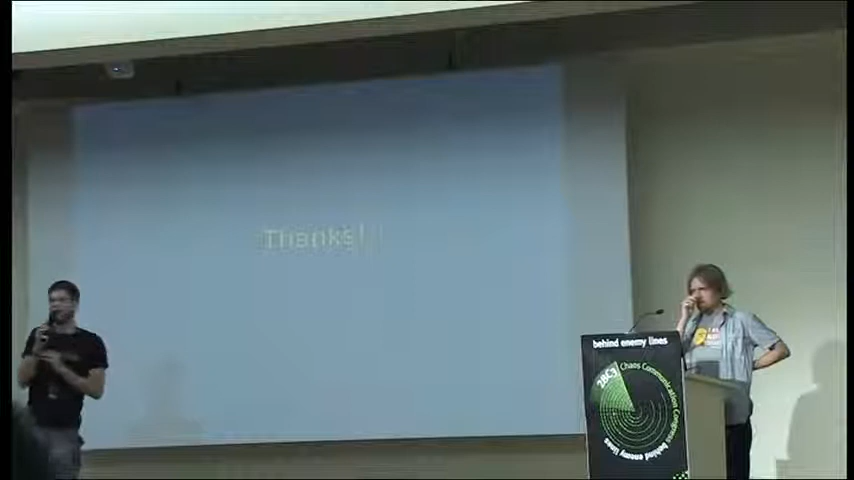 Thanks!
behind enemy lines
28C3
Chaos Communication Congress
behind enemy lines